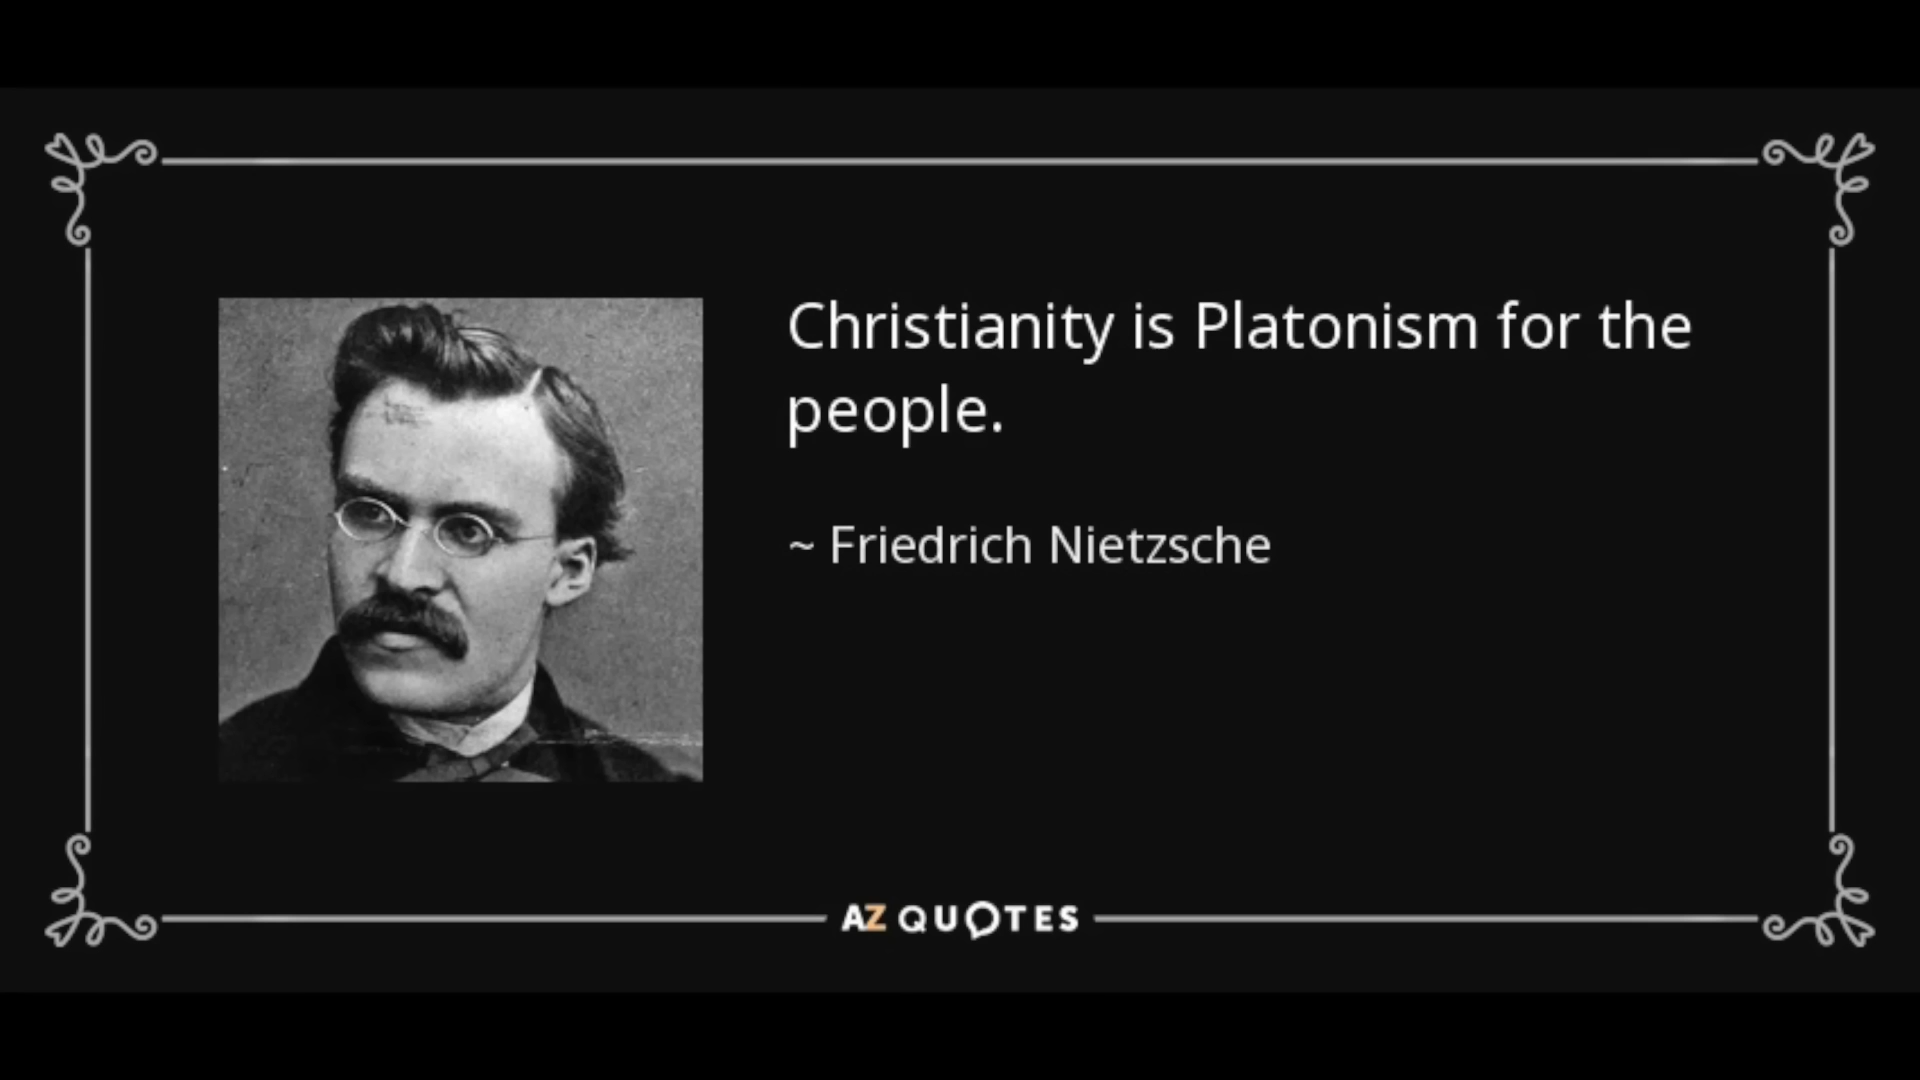 Christianity is Platonism for the
people.
~ Friedrich Nietzsche
AZ QUOTES